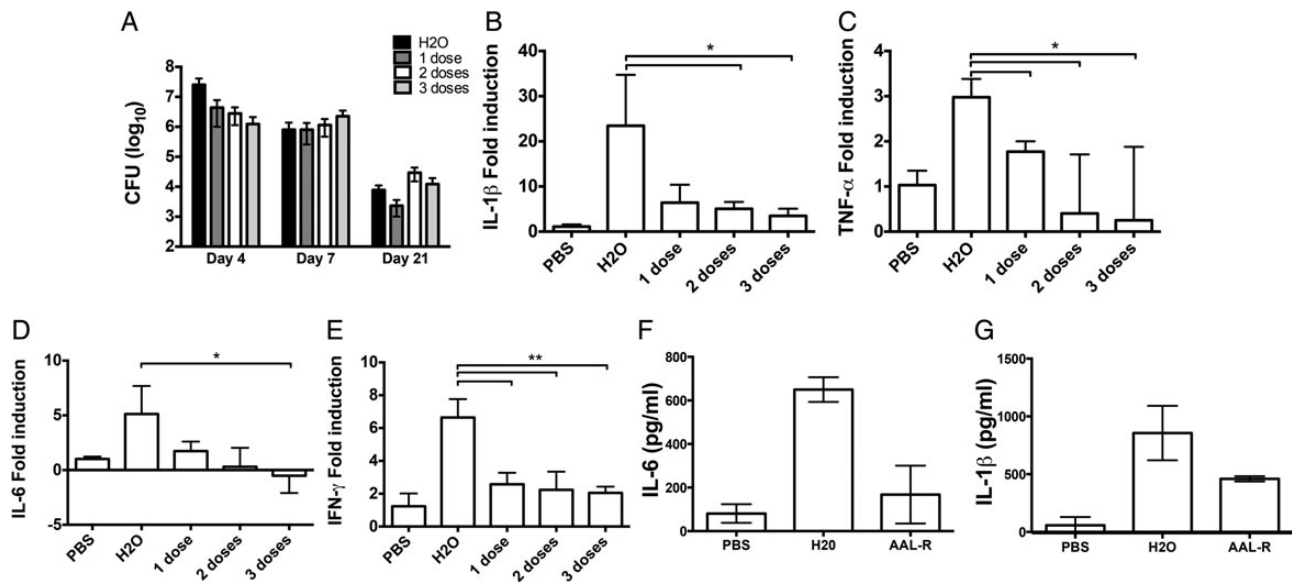 A
H2O
1 dose
2 doses
3 doses
CFU (log10)
8
7
6
5
4
3
2
Day 4 Day 7 Day 21
B
*
IL-1β Fold induction
40
30
20
10
0
PBS H2O 1 dose 2 doses 3 doses
C
*
TNF-α Fold induction
4
3
2
1
0
PBS H2O 1 dose 2 doses 3 doses
D
*
IL-6 Fold induction
10
5
0
-5
PBS H2O 1 dose 2 doses 3 doses
E
**
IFN-γ Fold induction
10
8
6
4
2
0
PBS H2O 1 dose 2 doses 3 doses
F
IL-6 (pg/ml)
800
600
400
200
0
PBS H20 AAL-R
G
IL-1β (pg/ml)
1500
1000
500
0
PBS H2O AAL-R